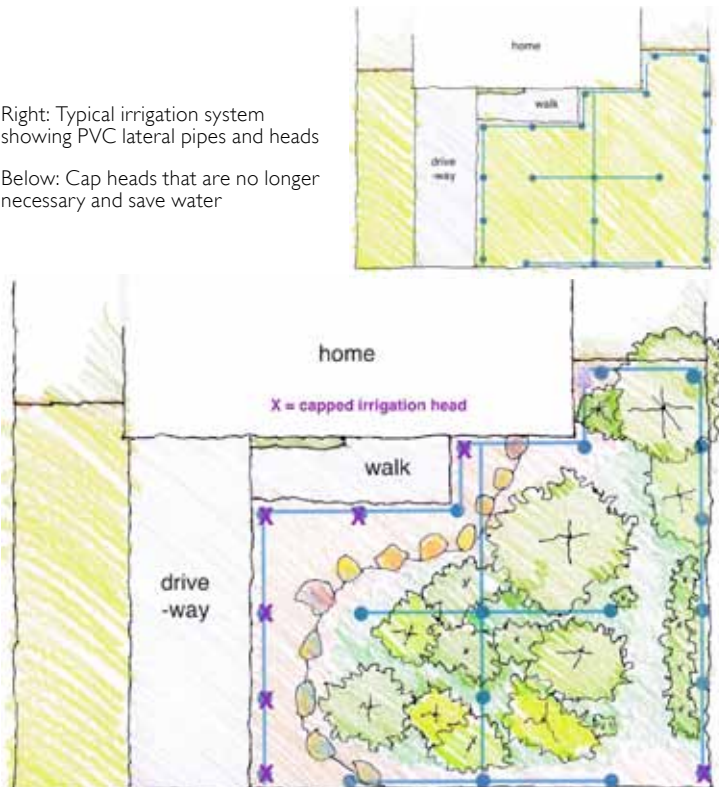 Right: Typical irrigation system
showing PVC lateral pipes and heads
Below: Cap heads that are no longer
necessary and save water
home
walk
drive
-way
home
X = capped irrigation head
walk
drive
-way
X
X
X
X
X
X
X